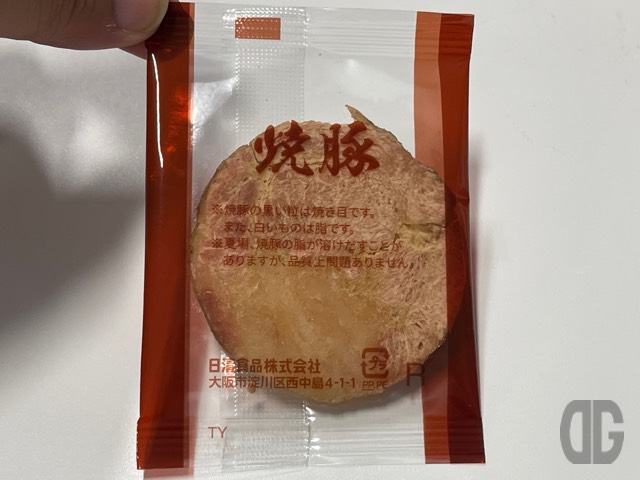 焼豚
※焼豚の黒い粒は焼き目です。
また、白いものは脂です。
※夏場、焼豚の脂が溶けだすことが
ありますが、品質上問題ありません。
日清食品株式会社
大阪市淀川区西中島4-1-1
プラ
PP,PE
R
TY
DG